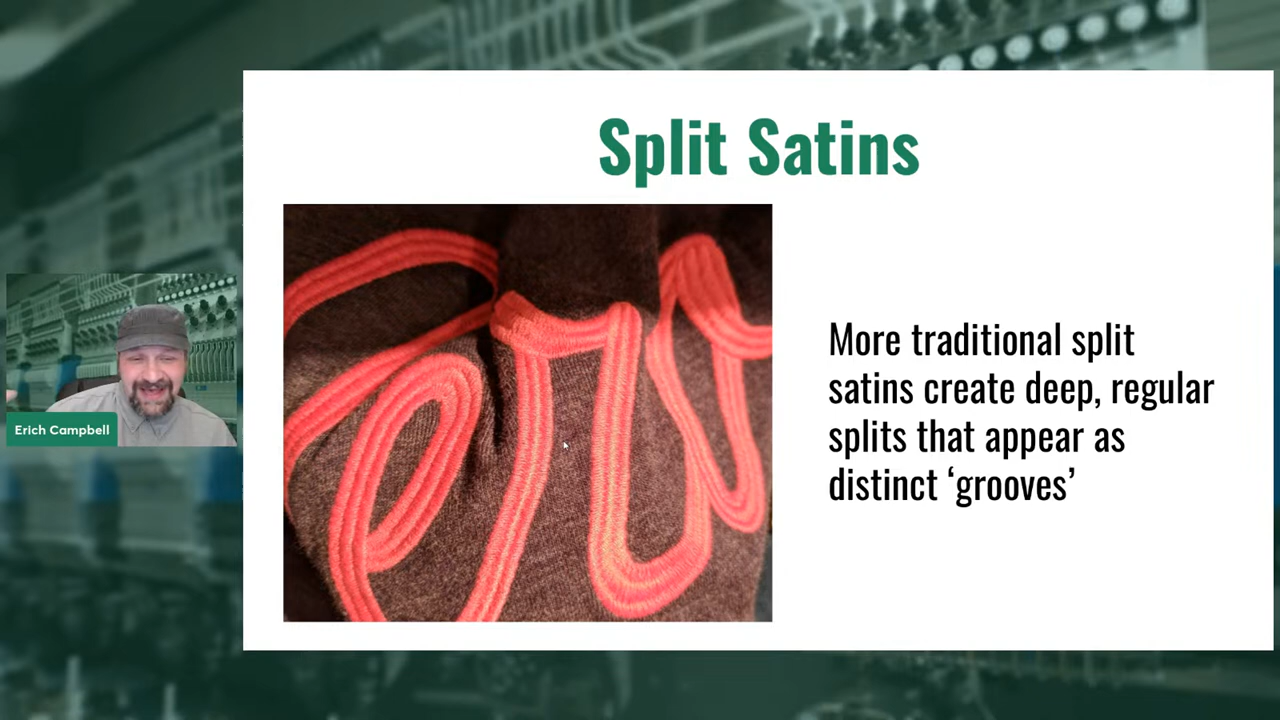 Split Satins
More traditional split
satins create deep, regular
splits that appear as
distinct ‘grooves’
Erich Campbell